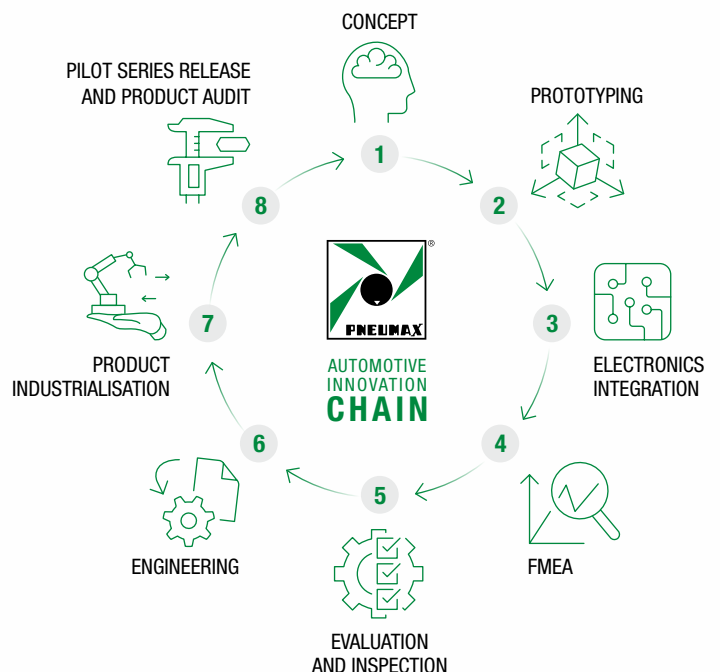 CONCEPT
1
PROTOTYPING
2
3
ELECTRONICS
INTEGRATION
4
FMEA
5
EVALUATION
AND INSPECTION
6
ENGINEERING
7
PRODUCT
INDUSTRIALISATION
8
PILOT SERIES RELEASE
AND PRODUCT AUDIT
®
PNEUMAX
AUTOMOTIVE
INNOVATION
CHAIN